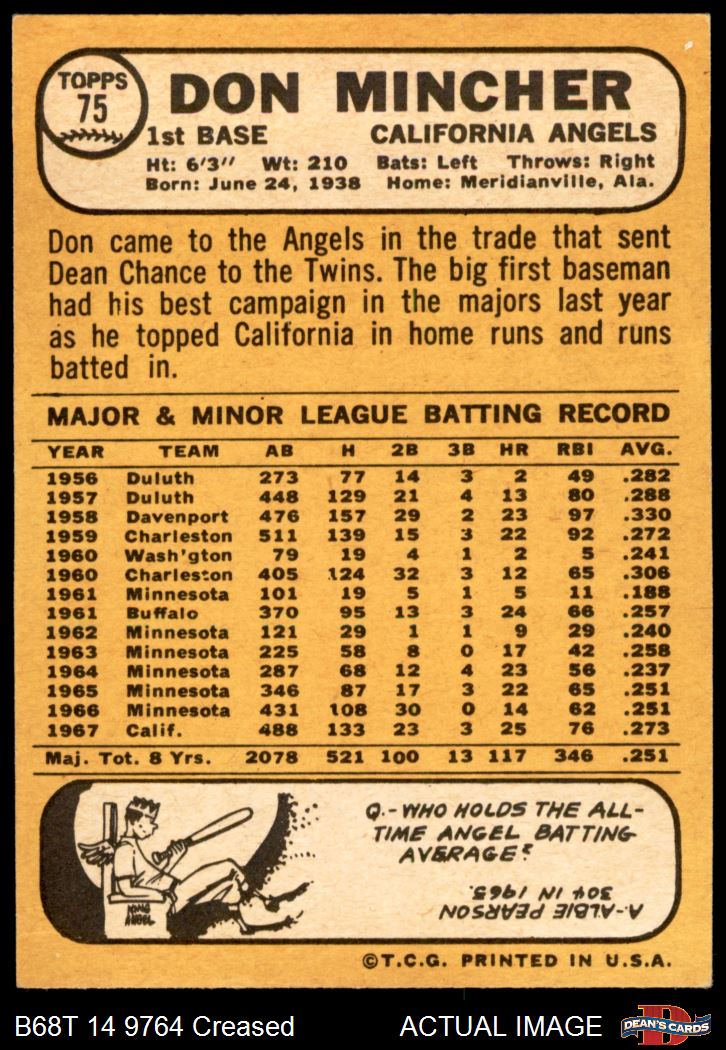 TOPPS
75
DON MINCHER
1st BASE CALIFORNIA ANGELS
Ht: 6'3" Wt: 210 Bats: Left Throws: Right
Born: June 24, 1938 Home: Meridianville, Ala.
Don came to the Angels in the trade that sent
Dean Chance to the Twins. The big first baseman
had his best campaign in the majors last year
as he topped California in home runs and runs
batted in.
MAJOR & MINOR LEAGUE BATTING RECORD
YEAR TEAM AB H 2B 3B HR RBI AVG.
1956 Duluth 273 77 14 3 2 49 .282
1957 Duluth 448 129 21 4 13 80 .288
1958 Davenport 476 157 29 2 23 97 .330
1959 Charleston 511 139 15 3 22 92 .272
1960 Wash'gton 79 19 4 1 2 5 .241
1960 Charleston 405 124 32 3 12 65 .306
1961 Minnesota 101 19 5 1 5 11 .188
1961 Buffalo 370 95 13 3 24 66 .257
1962 Minnesota 121 29 1 1 9 29 .240
1963 Minnesota 225 58 8 0 17 42 .258
1964 Minnesota 287 68 12 4 23 56 .237
1965 Minnesota 346 87 17 3 22 65 .251
1966 Minnesota 431 108 30 0 14 62 .251
1967 Calif. 488 133 23 3 25 76 .273
Maj. Tot. 8 Yrs. 2078 521 100 13 117 346 .251
KING
ANGEL
Q.-WHO HOLDS THE ALL-
TIME ANGEL BATTING
AVERAGE?
A-ALBIE PEARSON
304 IN 1965.
©T.C.G. PRINTED IN U.S.A.
B68T 14 9764 Creased ACTUAL IMAGE
D
DEAN'S CARDS